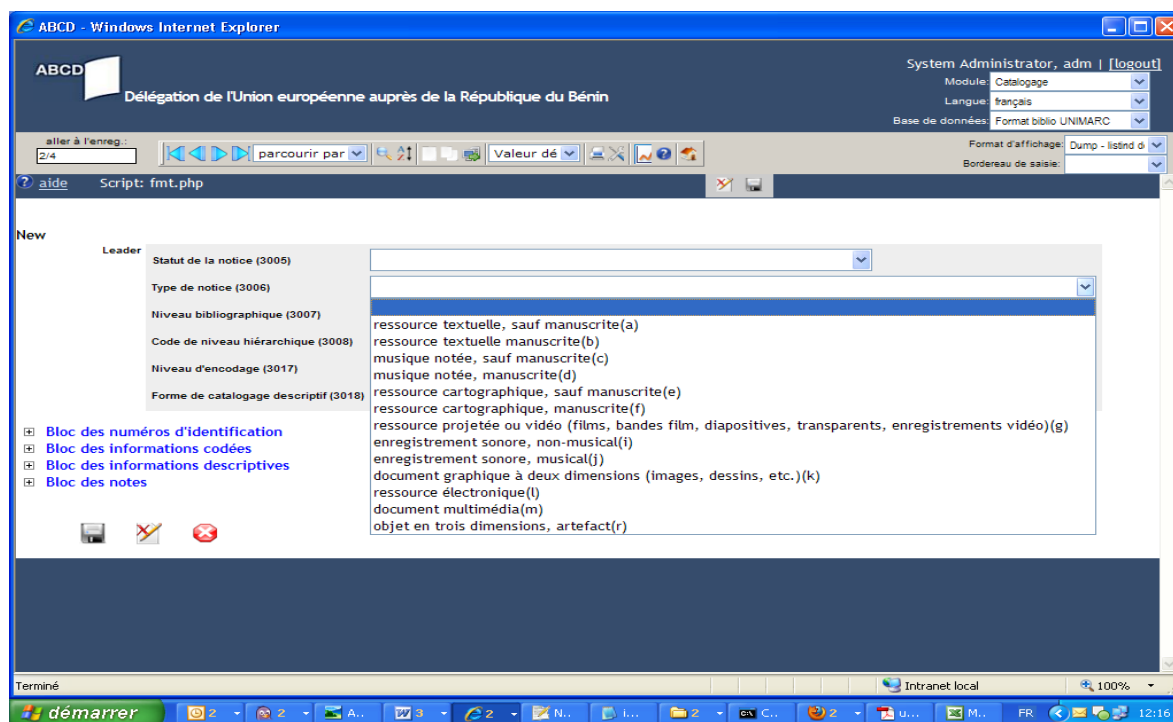 ABCD - Windows Internet Explorer
ABCD
System Administrator, adm | [logout]
Module: Catalogage
Délégation de l'Union européenne auprès de la République du Bénin
Langue: français
Base de données: Format biblio UNIMARC
aller à l'enreg.:
2/4
parcourir par
Valeur dé
Format d'affichage: Dump - listind d
Bordereau de saisie:
? aide Script: fmt.php
New
Leader
Statut de la notice (3005)
Type de notice (3006)
Niveau bibliographique (3007)
Code de niveau hiérarchique (3008)
Niveau d'encodage (3017)
Forme de catalogage descriptif (3018)
ressource textuelle, sauf manuscrite(a)
ressource textuelle manuscrite(b)
musique notée, sauf manuscrite(c)
musique notée, manuscrite(d)
ressource cartographique, sauf manuscrite(e)
ressource cartographique, manuscrite(f)
ressource projetée ou vidéo (films, bandes film, diapositives, transparents, enregistrements vidéo)(g)
enregistrement sonore, non-musical(i)
enregistrement sonore, musical(j)
document graphique à deux dimensions (images, dessins, etc.)(k)
ressource électronique(l)
document multimédia(m)
objet en trois dimensions, artefact(r)
Bloc des numéros d'identification
Bloc des informations codées
Bloc des informations descriptives
Bloc des notes
Terminé
Intranet local
100%
démarrer 2 2 A.. 3 2 N.. i... 2 C.. 2 u... M.. FR 12:16